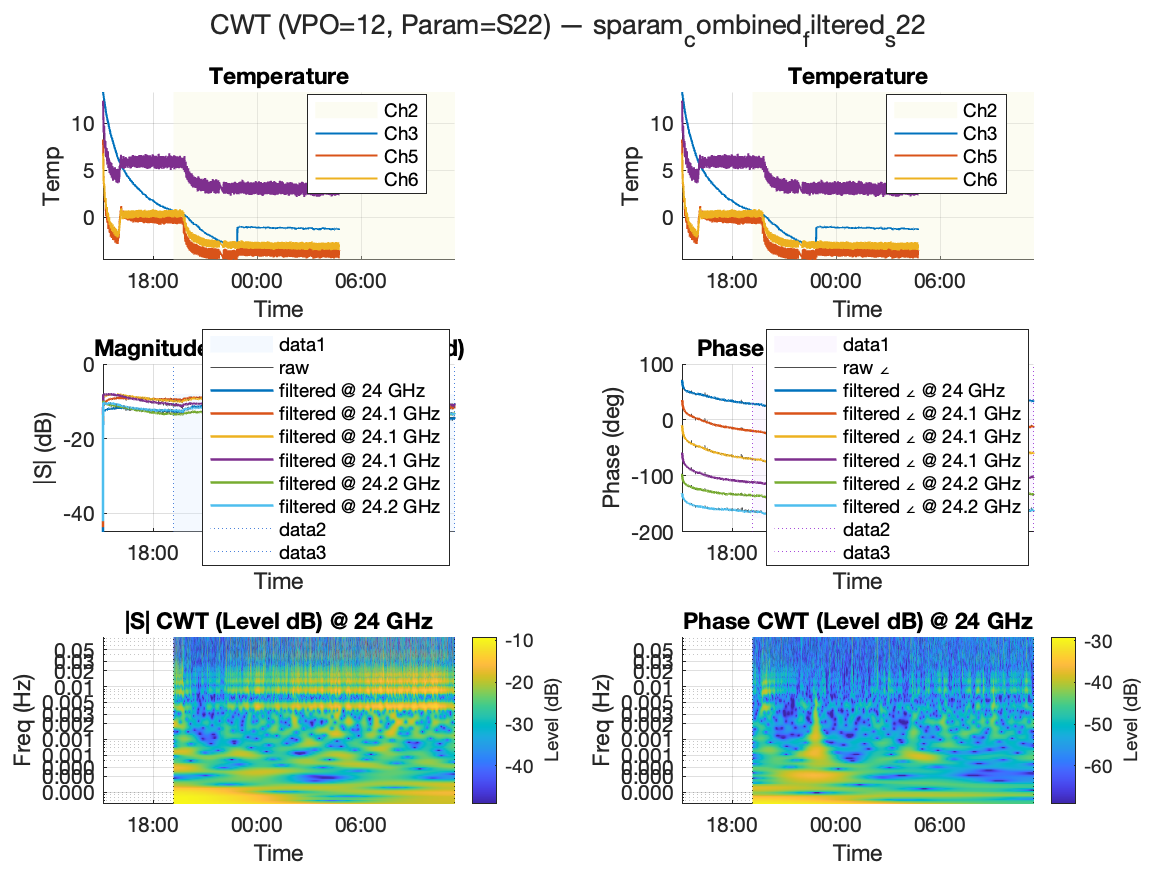 CWT (VPO=12, Param=S22) — sparam_combined_filtered_s22
Temperature
Temp
10
5
0
18:00 00:00 06:00
Time
Ch2
Ch3
Ch5
Ch6
Temperature
Temp
10
5
0
18:00 00:00 06:00
Time
Ch2
Ch3
Ch5
Ch6
Magnitude d)
|S| (dB)
0
-20
-40
18:00
Time
data1
raw
filtered @ 24 GHz
filtered @ 24.1 GHz
filtered @ 24.1 GHz
filtered @ 24.1 GHz
filtered @ 24.2 GHz
filtered @ 24.2 GHz
data2
data3
Phase
Phase (deg)
100
0
-100
-200
18:00
Time
data1
raw ∠
filtered ∠ @ 24 GHz
filtered ∠ @ 24.1 GHz
filtered ∠ @ 24.1 GHz
filtered ∠ @ 24.1 GHz
filtered ∠ @ 24.2 GHz
filtered ∠ @ 24.2 GHz
data2
data3
|S| CWT (Level dB) @ 24 GHz
Freq (Hz)
0.05
0.02
0.01
0.005
0.002
0.001
0.000
18:00 00:00 06:00
Time
-10
-20
-30
-40
Level (dB)
Phase CWT (Level dB) @ 24 GHz
Freq (Hz)
0.05
0.02
0.01
0.005
0.002
0.001
0.000
18:00 00:00 06:00
Time
-30
-40
-50
-60
Level (dB)